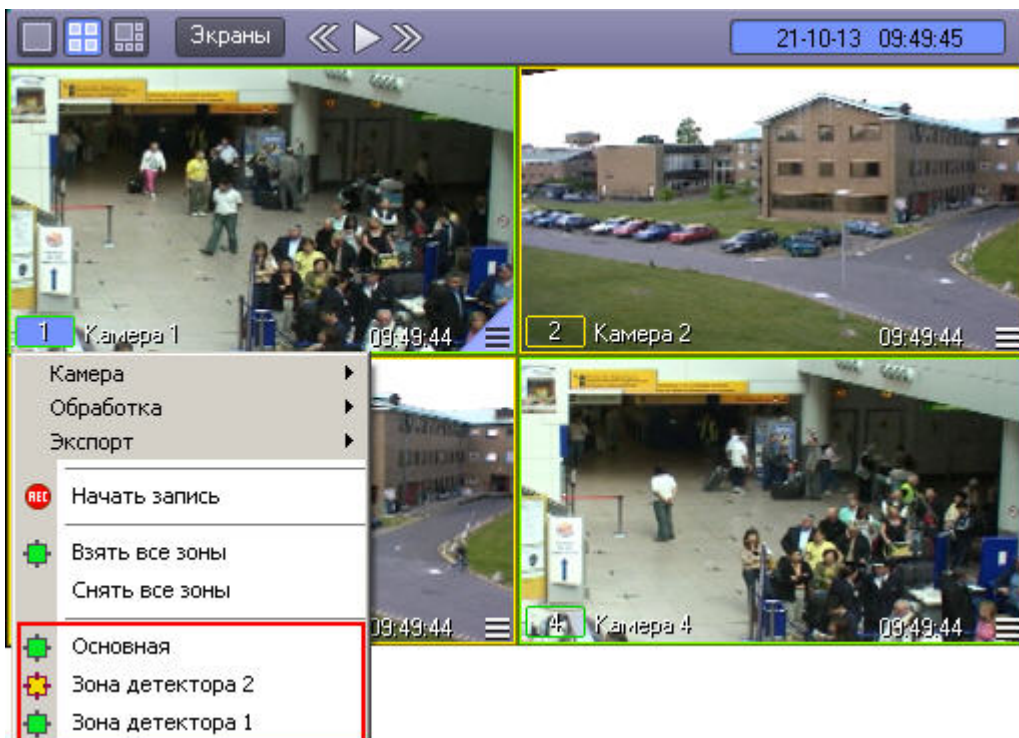 Экраны
21-10-13 09:49:45
1 Камера 1 09:49:44
2 Камера 2 09:49:44
Камера
Обработка
Экспорт
REC Начать запись
Взять все зоны
Снять все зоны
09:49:44
4 Камера 4 09:49:44
Основная
Зона детектора 2
Зона детектора 1